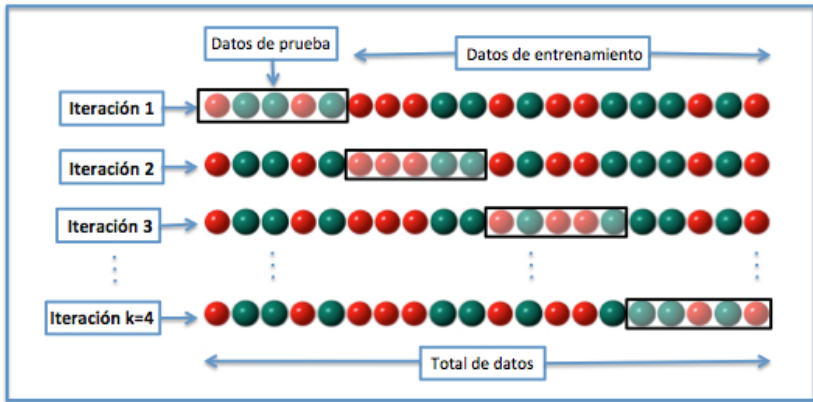 Datos de prueba
Datos de entrenamiento
Iteración 1
Iteración 2
Iteración 3
Iteración k=4
Total de datos